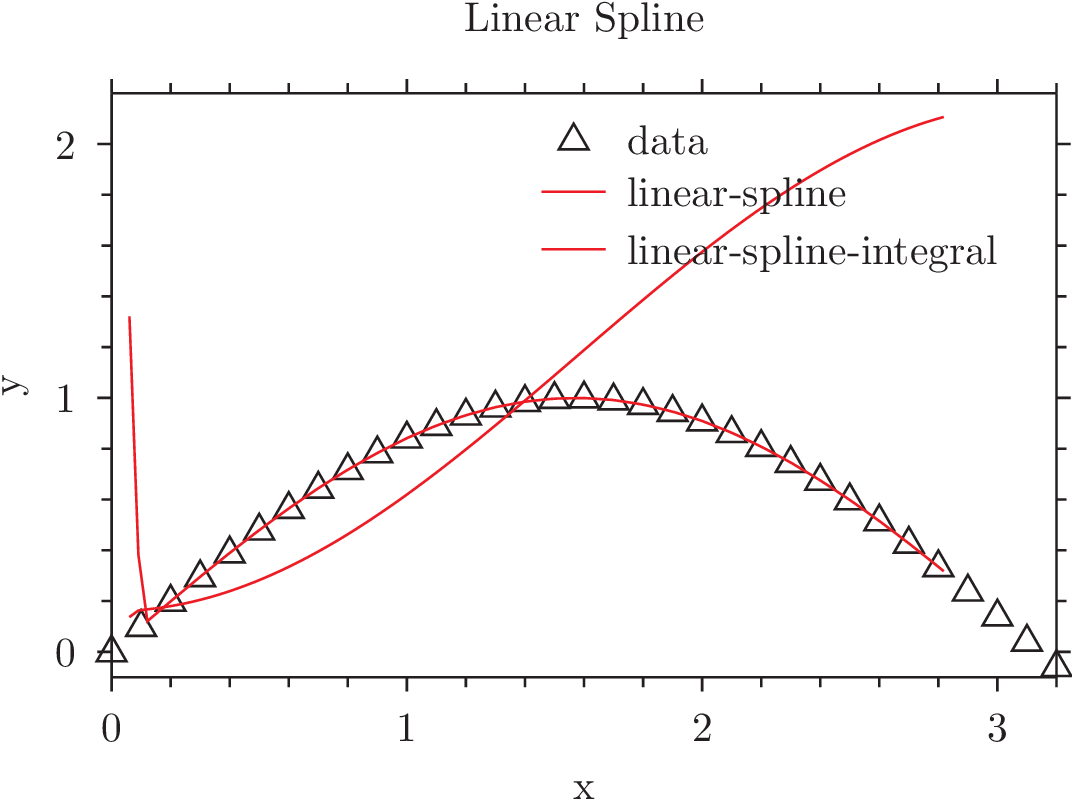 Linear Spline
data
linear-spline
linear-spline-integral
2
1
0
y
0 1 2 3
x